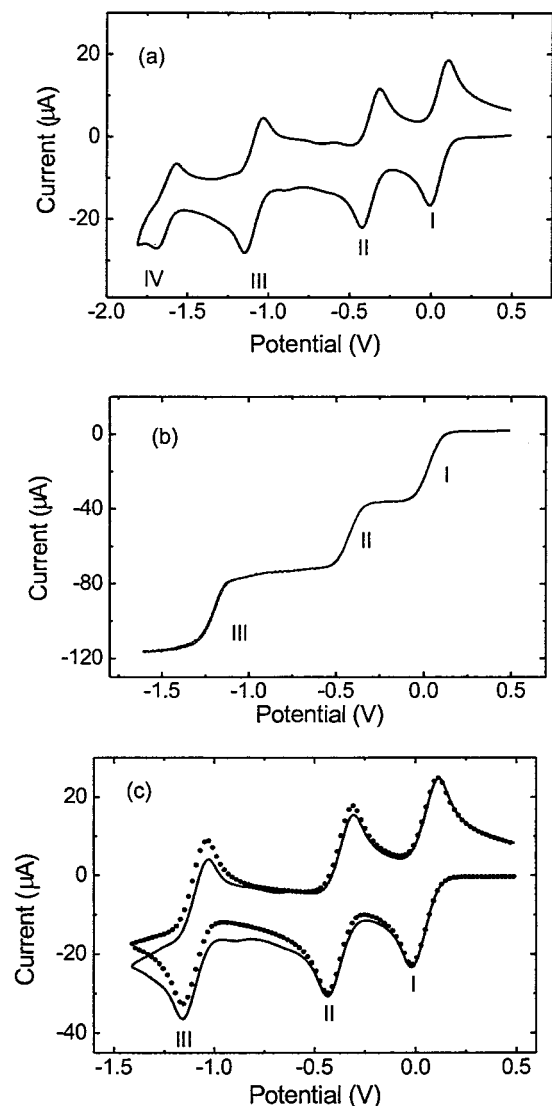 (a)
20
0
-20
Current (μA)
I
II
III
IV
-2.0 -1.5 -1.0 -0.5 0.0 0.5
Potential (V)
(b)
0
-40
-80
-120
Current (μA)
I
II
III
-1.5 -1.0 -0.5 0.0 0.5
Potential (V)
(c)
20
0
-20
-40
Current (μA)
I
II
III
-1.5 -1.0 -0.5 0.0 0.5
Potential (V)